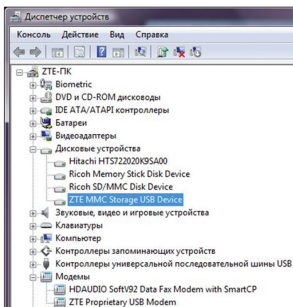 Диспетчер устройств
Консоль Действие Вид Справка
ZTE-ПК
Biometric
DVD и CD-ROM дисководы
IDE ATA/ATAPI контроллеры
Батареи
Видеоадаптеры
Дисковые устройства
Hitachi HTS722020K9SA00
Ricoh Memory Stick Disk Device
Ricoh SD/MMC Disk Device
ZTE MMC Storage USB Device
Звуковые, видео и игровые устройства
Клавиатуры
Компьютер
Контроллеры запоминающих устройств
Контроллеры универсальной последовательной шины USB
Модемы
HDAUDIO SoftV92 Data Fax Modem with SmartCP
ZTE Proprietary USB Modem